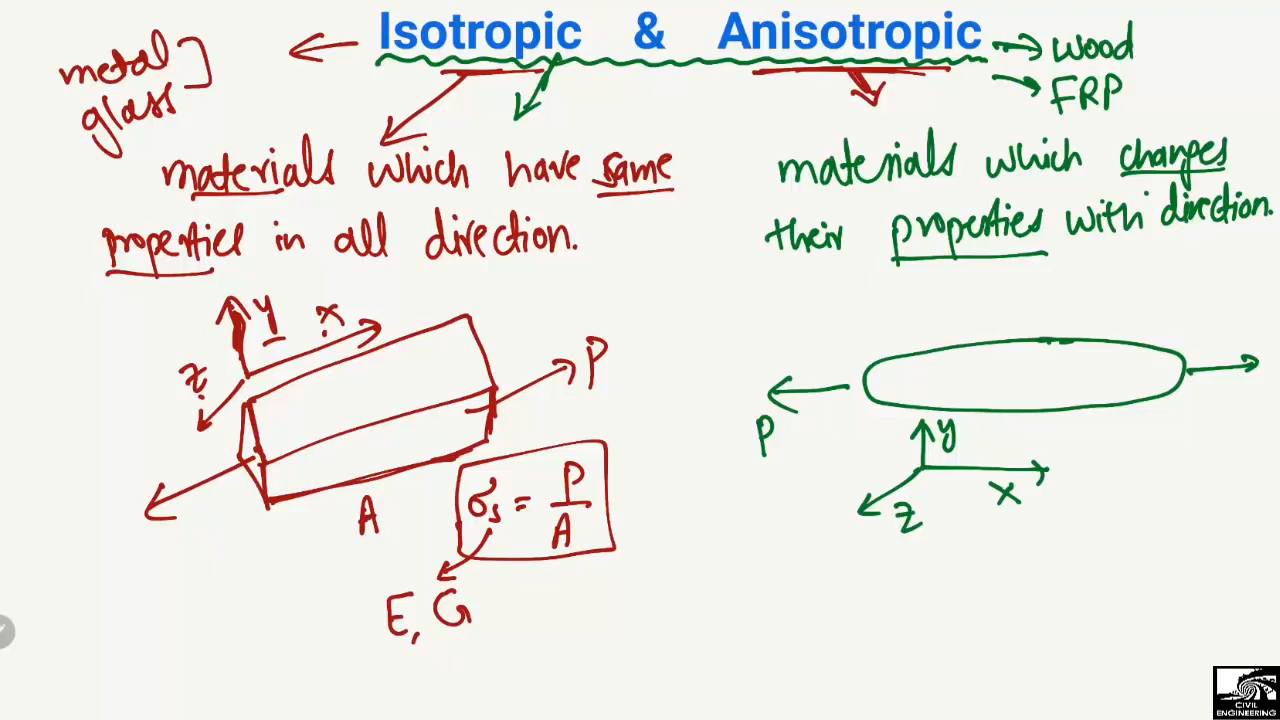 Isotropic & Anisotropic
metal
glass
wood
FRP
materials which have same
properties in all direction.
materials which changes
their properties with direction.
y
x
z
P
A
σs = P/A
E, G
P
y
x
z
CIVIL
ENGINEERING